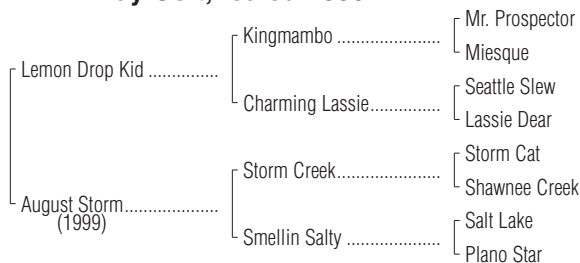 Mr. Prospector
Kingmambo ..................
Miesque
Lemon Drop Kid ..............
Seattle Slew
Charming Lassie................
Lassie Dear
Storm Cat
Storm Creek......................
Shawnee Creek
August Storm...................
(1999)
Salt Lake
Smellin Salty ....................
Plano Star